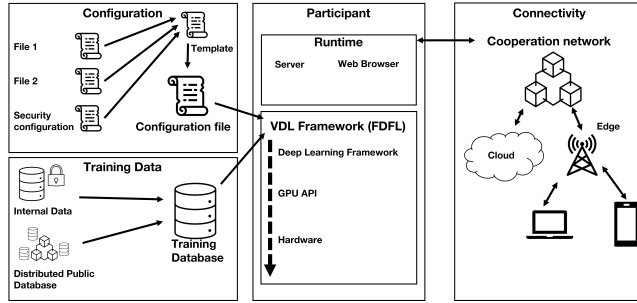 Configuration
File 1
File 2
Security
configuration
Template
Configuration file
Training Data
Internal Data
Distributed Public
Database
Training
Database
Participant
Runtime
Server
Web Browser
VDL Framework (FDFL)
Deep Learning Framework
GPU API
Hardware
Connectivity
Cooperation network
Cloud
Edge